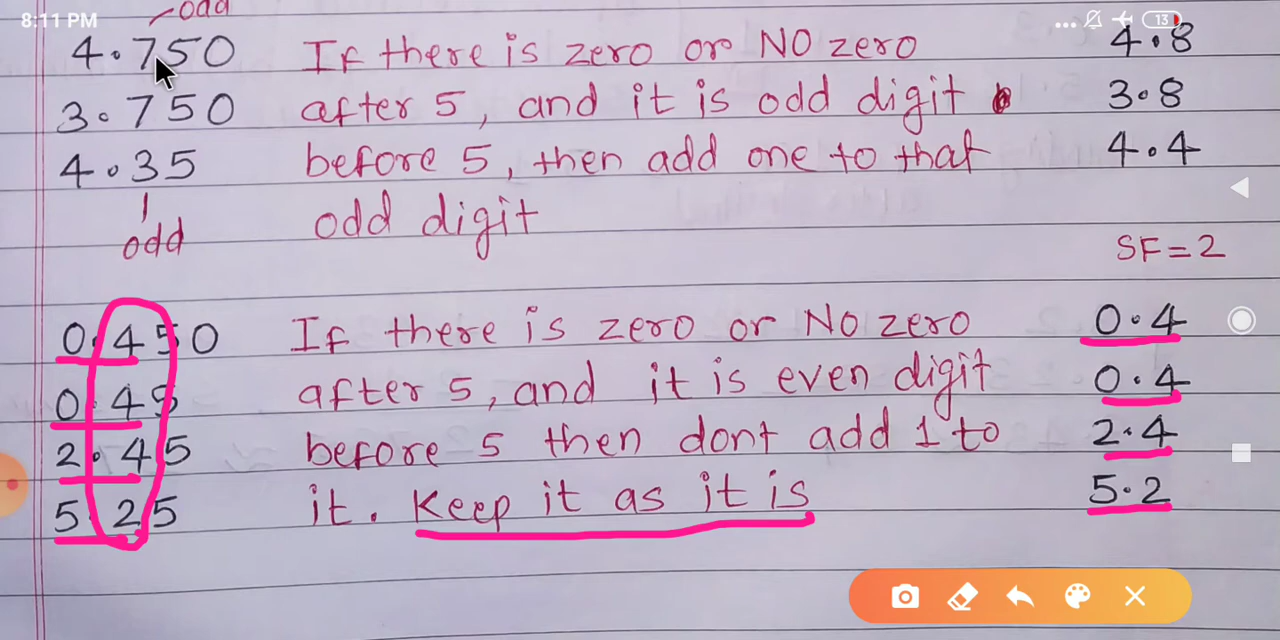 8:11 PM 13
odd
4.750 If there is zero or NO zero 4.8
3.750 after 5, and it is odd digit 3.8
4.35 before 5, then add one to that 4.4
odd odd digit
SF=2
0.450 If there is zero or NO zero 0.4
0.45 after 5, and it is even digit 0.4
2.45 before 5 then dont add 1 to 2.4
5.25 it. Keep it as it is 5.2